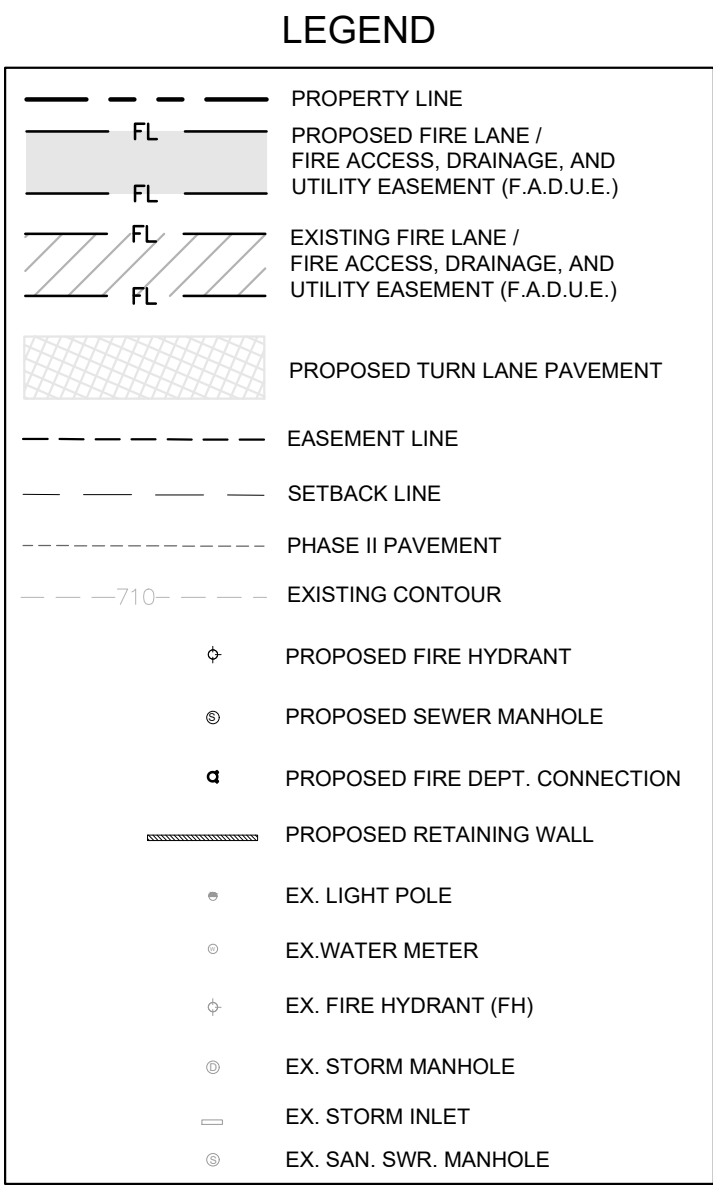 LEGEND
PROPERTY LINE
FL
PROPOSED FIRE LANE /
FIRE ACCESS, DRAINAGE, AND
UTILITY EASEMENT (F.A.D.U.E.)
FL
FL
EXISTING FIRE LANE /
FIRE ACCESS, DRAINAGE, AND
UTILITY EASEMENT (F.A.D.U.E.)
FL
PROPOSED TURN LANE PAVEMENT
EASEMENT LINE
SETBACK LINE
PHASE II PAVEMENT
710
EXISTING CONTOUR
PROPOSED FIRE HYDRANT
S
PROPOSED SEWER MANHOLE
PROPOSED FIRE DEPT. CONNECTION
PROPOSED RETAINING WALL
EX. LIGHT POLE
W
EX.WATER METER
EX. FIRE HYDRANT (FH)
D
EX. STORM MANHOLE
EX. STORM INLET
S
EX. SAN. SWR. MANHOLE